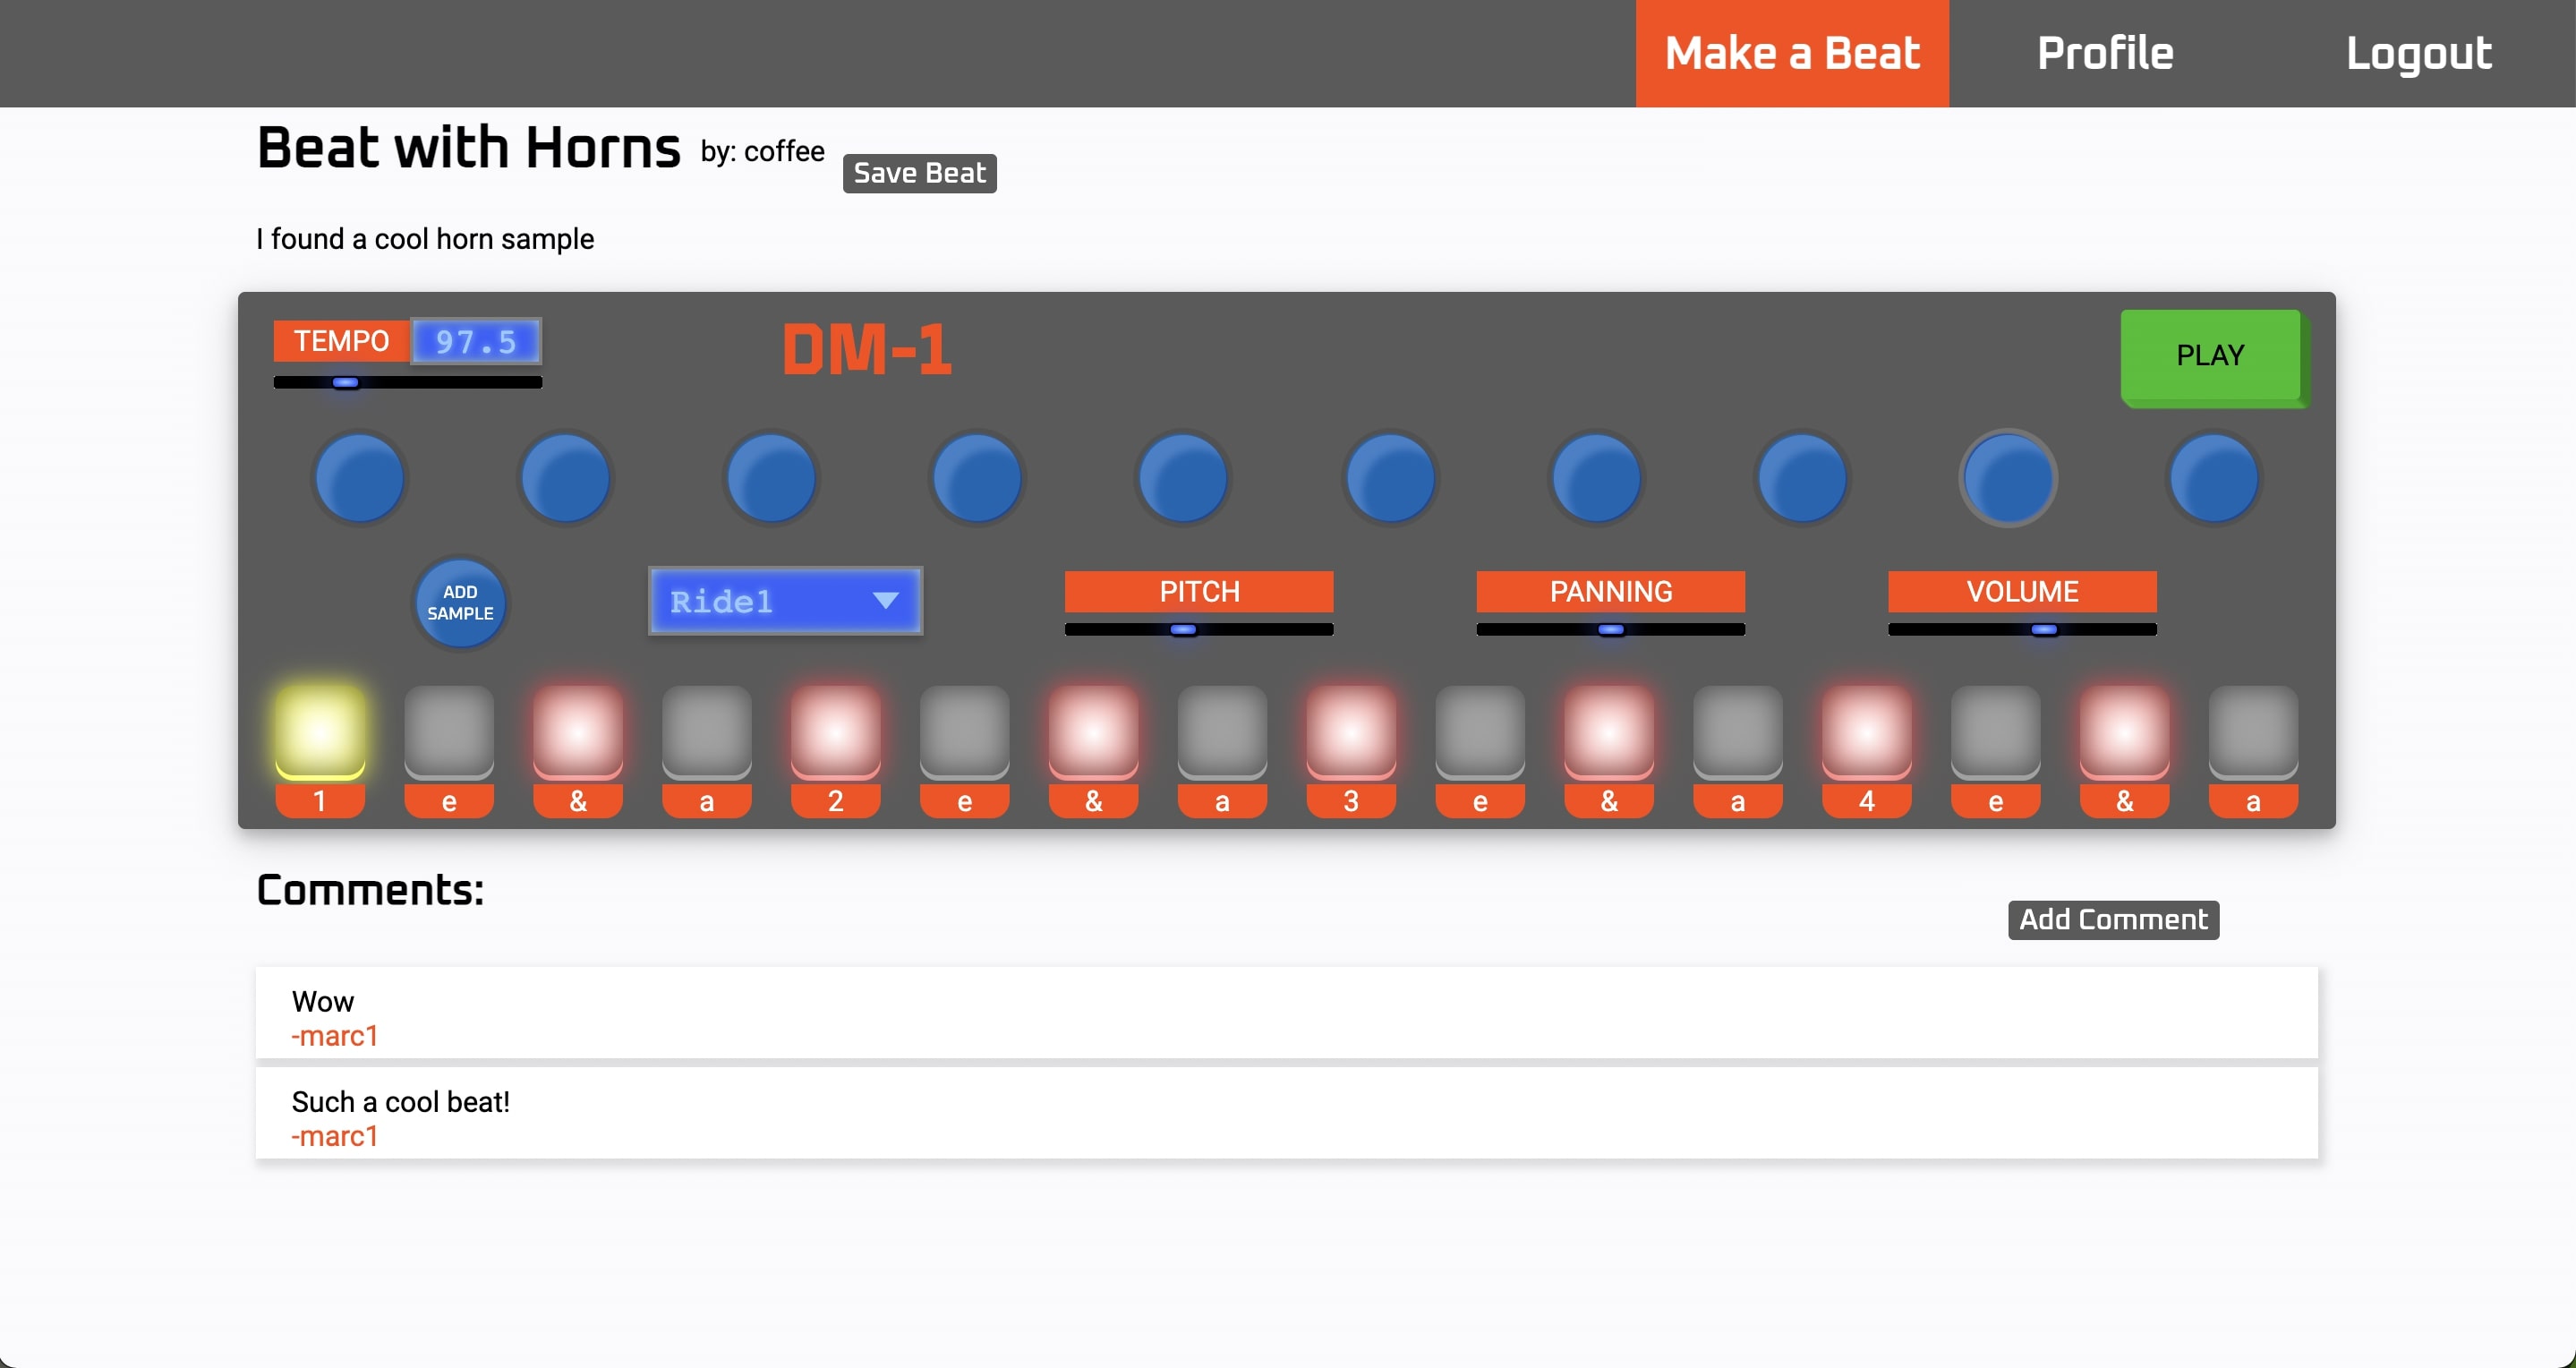 Make a Beat Profile Logout
Beat with Horns by: coffee Save Beat
I found a cool horn sample
TEMPO 97.5 DM-1 PLAY
ADD
SAMPLE
Ride1 PITCH PANNING VOLUME
1 e & a 2 e & a 3 e & a 4 e & a
Comments:
Add Comment
Wow
-marc1
Such a cool beat!
-marc1